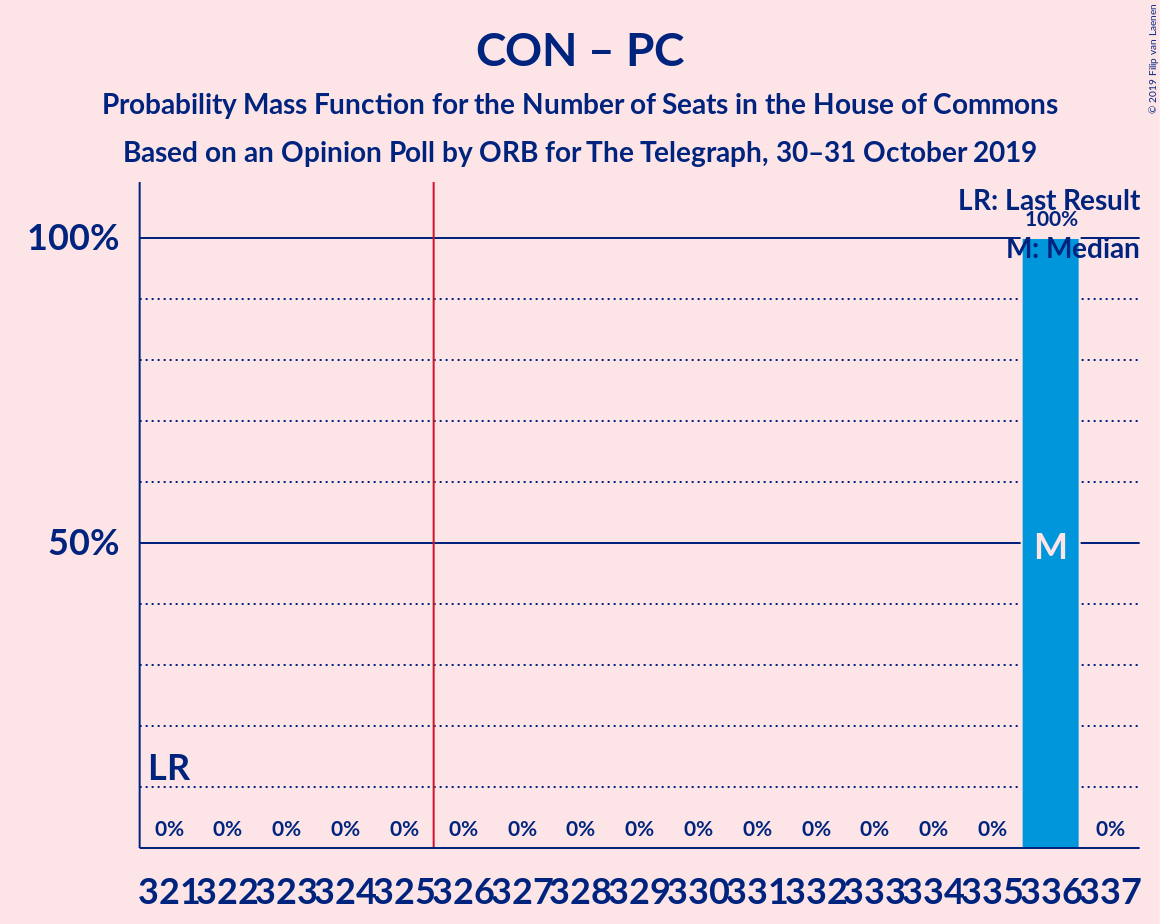 CON – PC
Probability Mass Function for the Number of Seats in the House of Commons
Based on an Opinion Poll by ORB for The Telegraph, 30–31 October 2019
© 2019 Filip van Laenen
LR: Last Result
100%
100%
M: Median
50%
M
LR
0% 0% 0% 0% 0% 0% 0% 0% 0% 0% 0% 0% 0% 0% 0% 0%
321 322 323 324 325 326 327 328 329 330 331 332 333 334 335 336 337